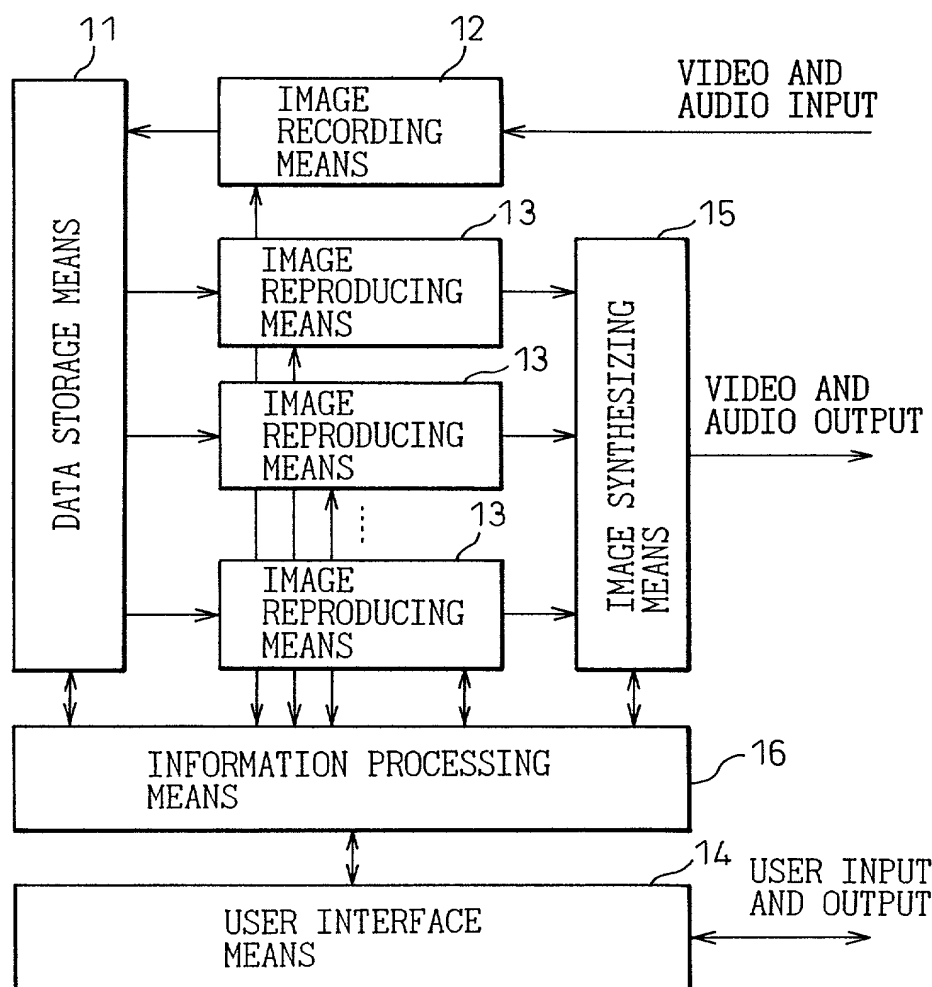 11
12
IMAGE
RECORDING
MEANS
VIDEO AND
AUDIO INPUT
DATA STORAGE MEANS
13
IMAGE
REPRODUCING
MEANS
15
IMAGE SYNTHESIZING
MEANS
13
IMAGE
REPRODUCING
MEANS
VIDEO AND
AUDIO OUTPUT
13
IMAGE
REPRODUCING
MEANS
INFORMATION PROCESSING
MEANS
16
14
USER INTERFACE
MEANS
USER INPUT
AND OUTPUT